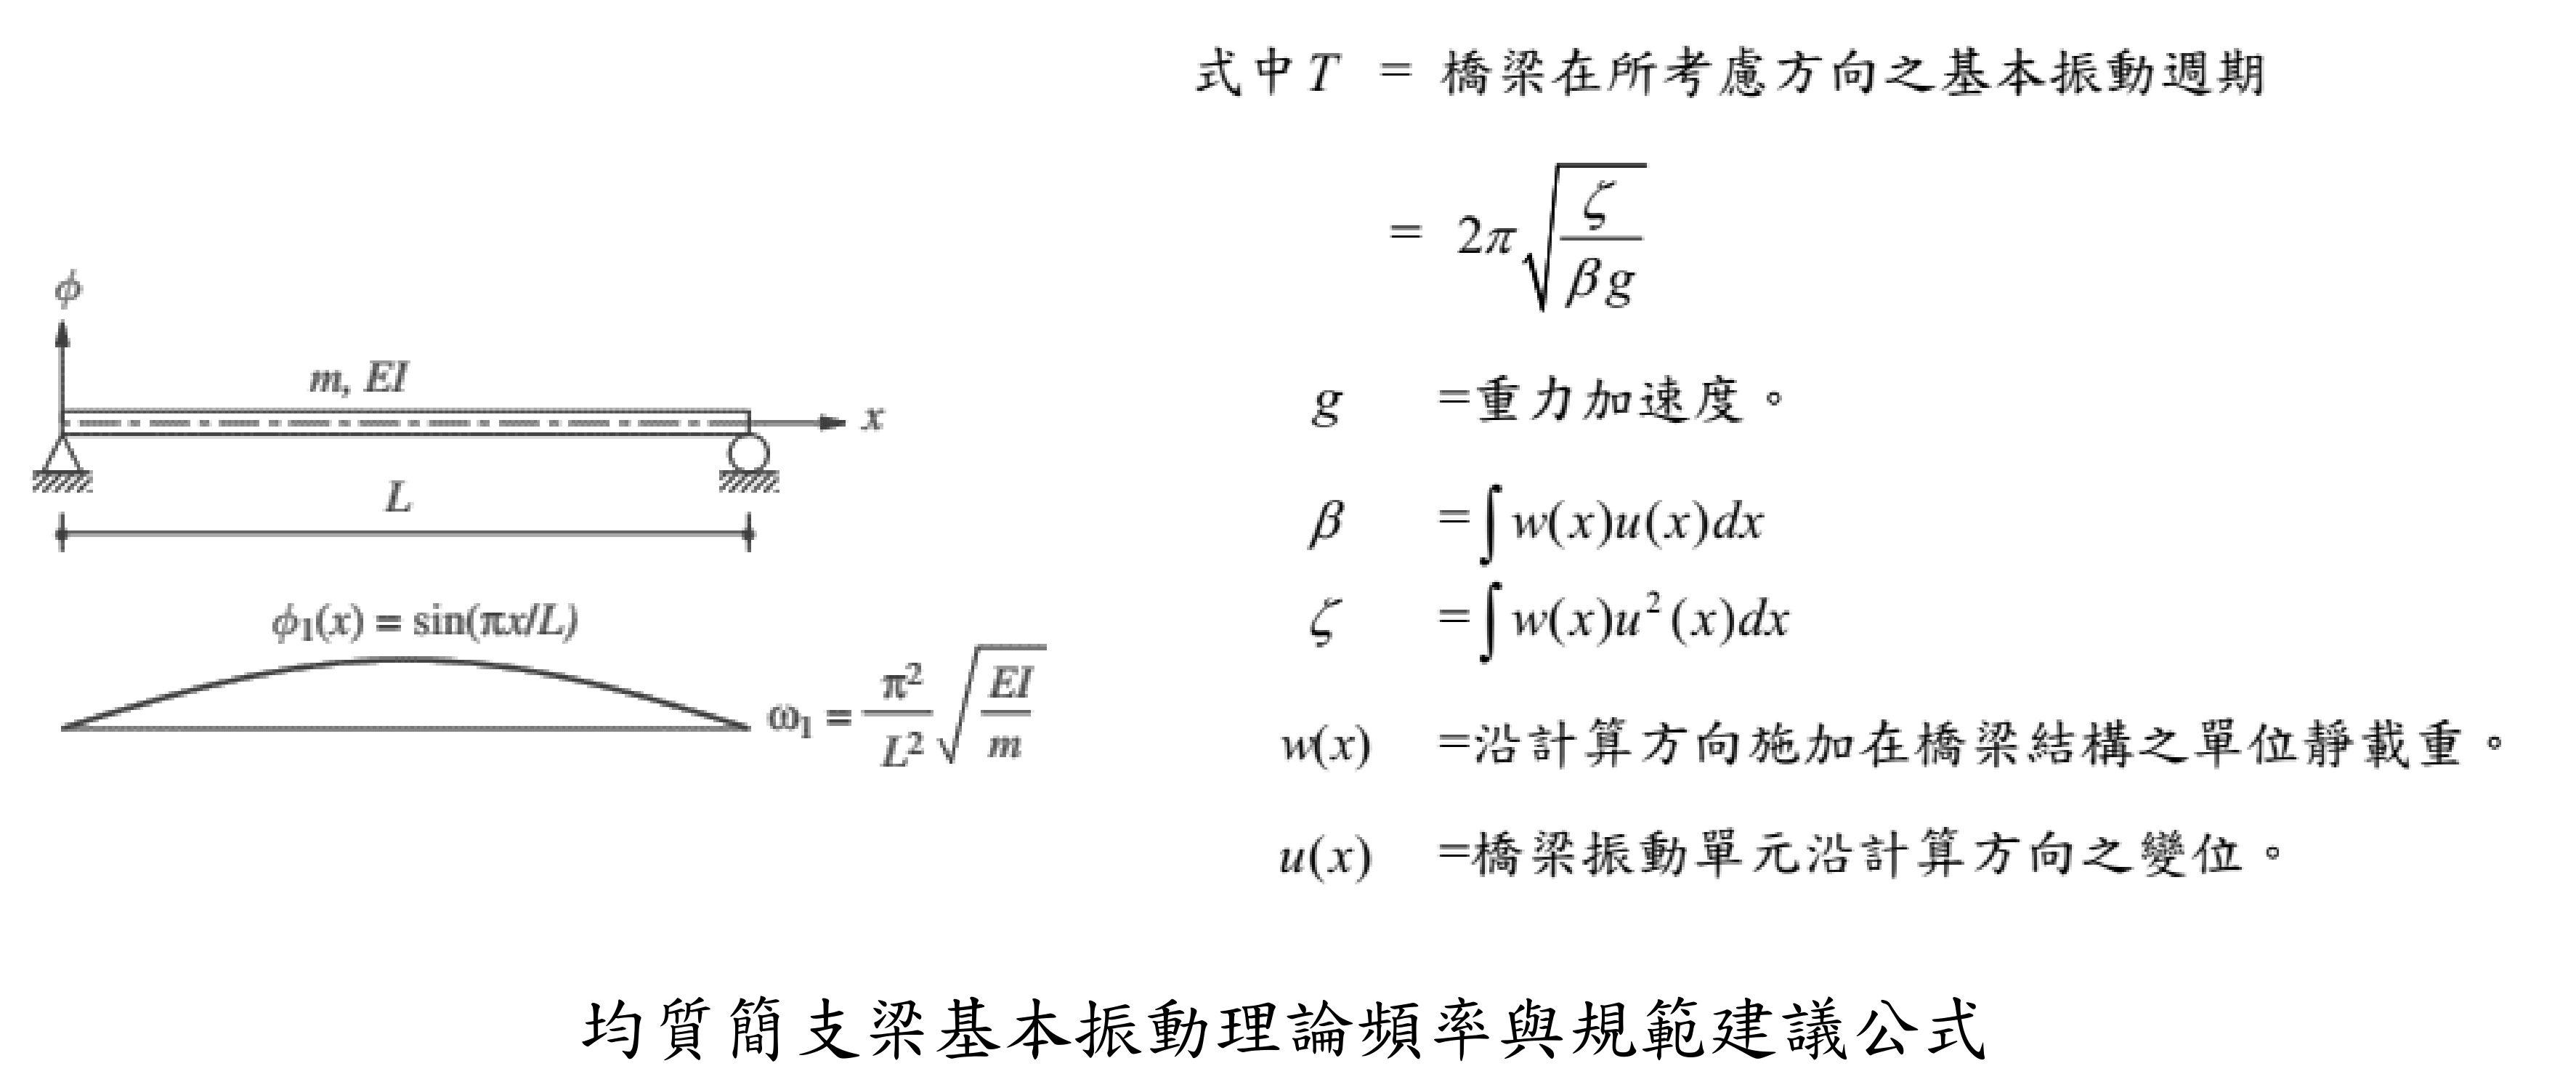 ϕ
m, EI
x
L
ϕ₁(x) = sin(πx/L)
ω₁ = π²/L² √(EI/m)
式中 T = 橋梁在所考慮方向之基本振動週期
= 2π√(ζ/βg)
g =重力加速度。
β =∫w(x)u(x)dx
ζ =∫w(x)u²(x)dx
w(x) =沿計算方向施加在橋梁結構之單位靜載重。
u(x) =橋梁振動單元沿計算方向之變位。
均質簡支梁基本振動理論頻率與規範建議公式